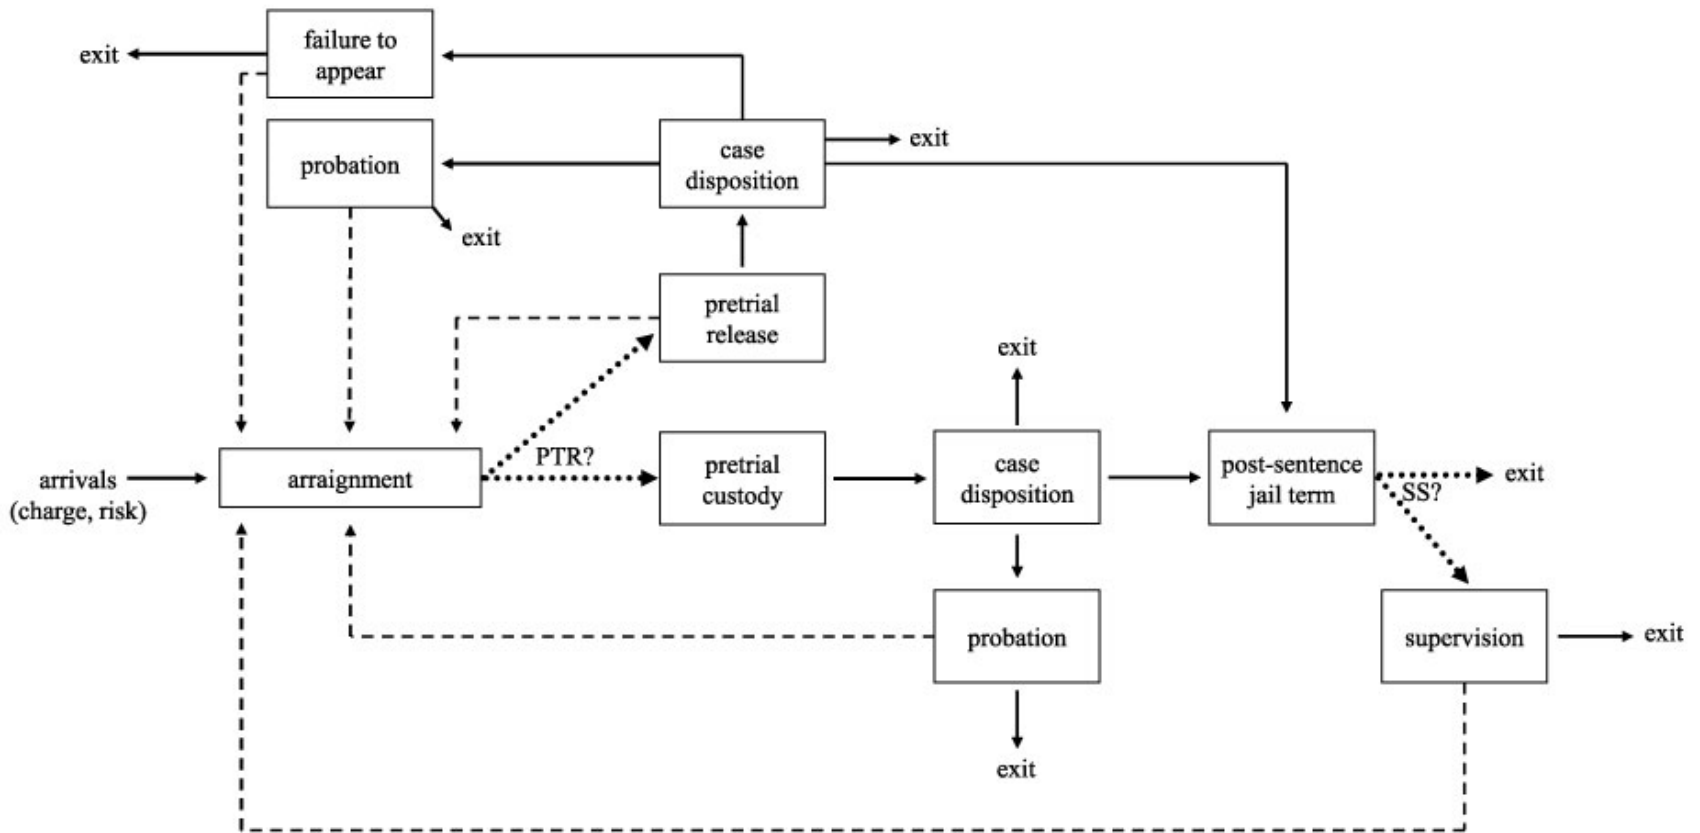 failure to
appear
exit
case
disposition
exit
probation
exit
pretrial
release
exit
PTR?
arrivals
(charge, risk)
arraignment
pretrial
custody
case
disposition
post-sentence
jail term
SS?
exit
probation
supervision
exit
exit